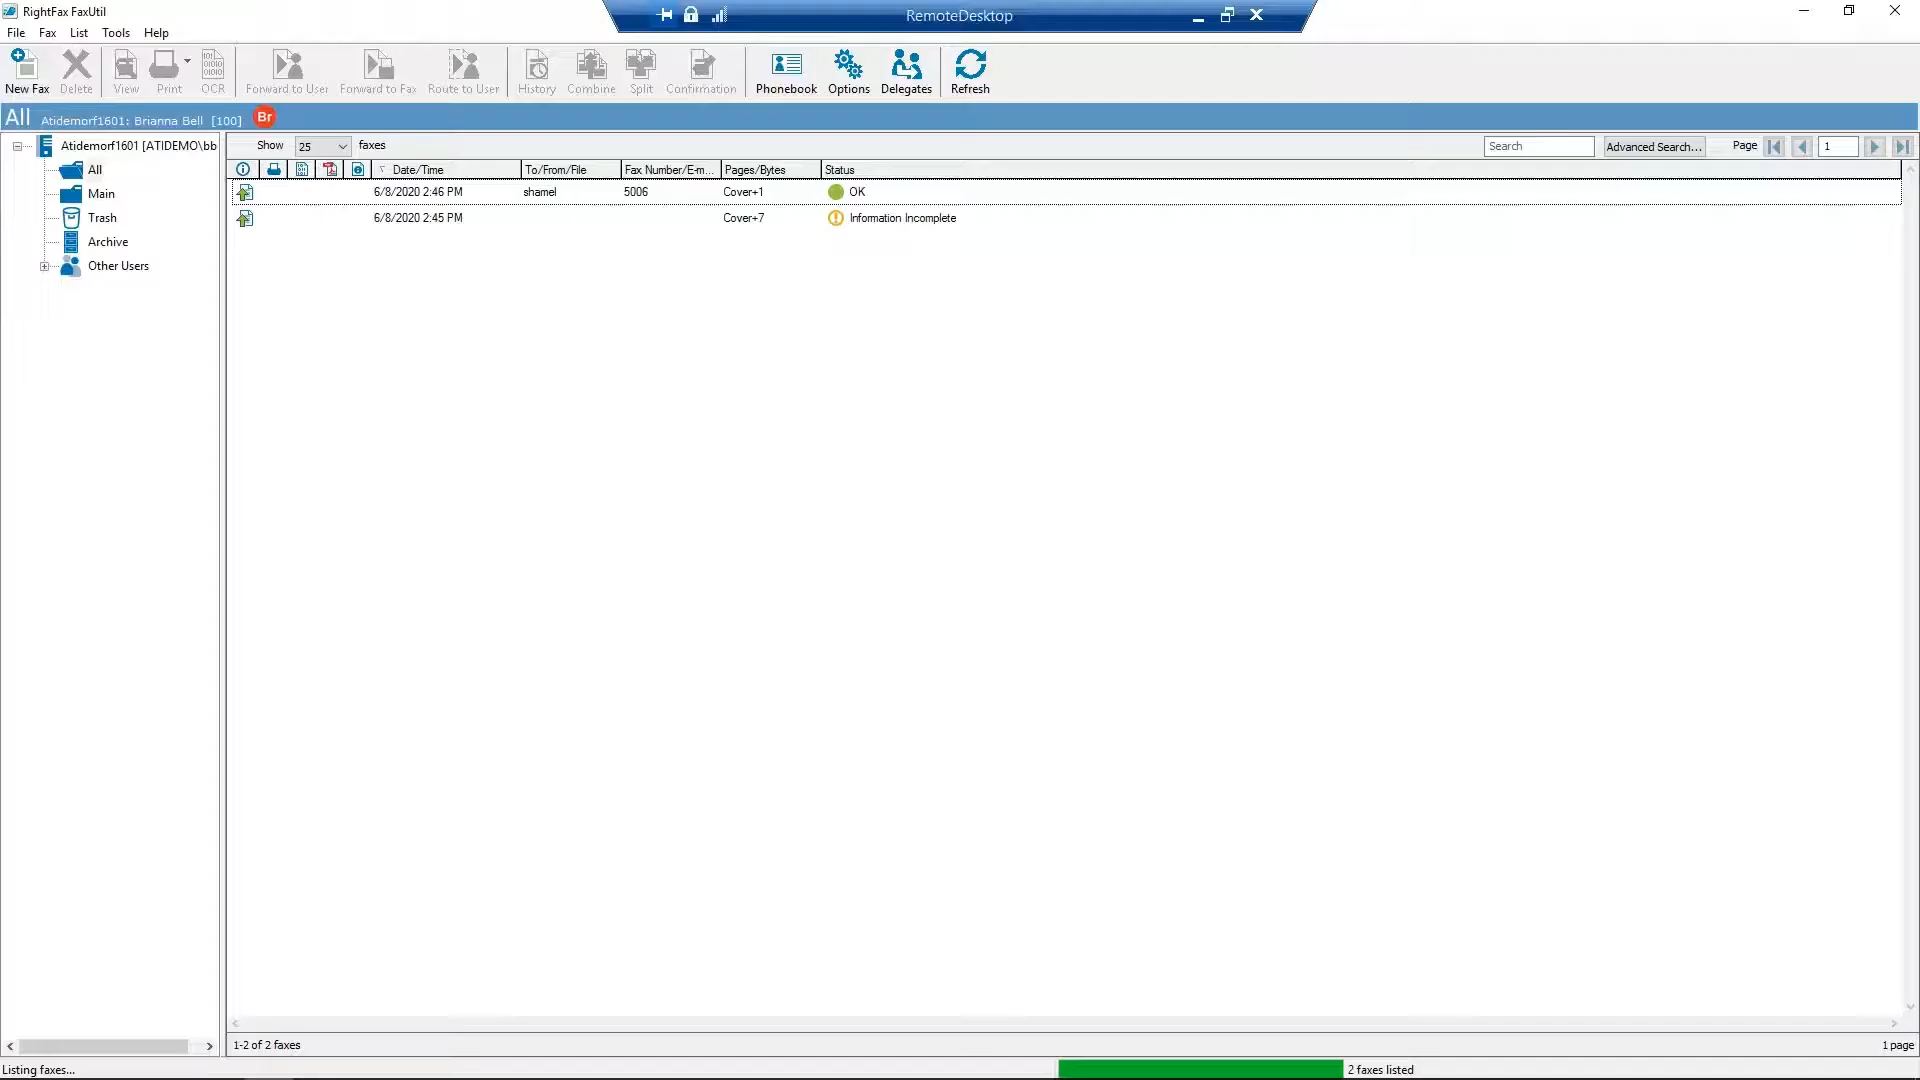 RightFax FaxUtil
RemoteDesktop
File Fax List Tools Help
New Fax Delete View Print OCR Forward to User Forward to Fax Route to User History Combine Split Confirmation Phonebook Options Delegates Refresh
All Atidemorf1601: Brianna Bell [100] Br
Atidemorf1601 [ATIDEMO\bb
All
Main
Trash
Archive
Other Users
Show 25 faxes Search Advanced Search... Page 1
Date/Time To/From/File Fax Number/E-m... Pages/Bytes Status
6/8/2020 2:46 PM shamel 5006 Cover+1 OK
6/8/2020 2:45 PM Cover+7 Information Incomplete
1-2 of 2 faxes 1 page
Listing faxes... 2 faxes listed